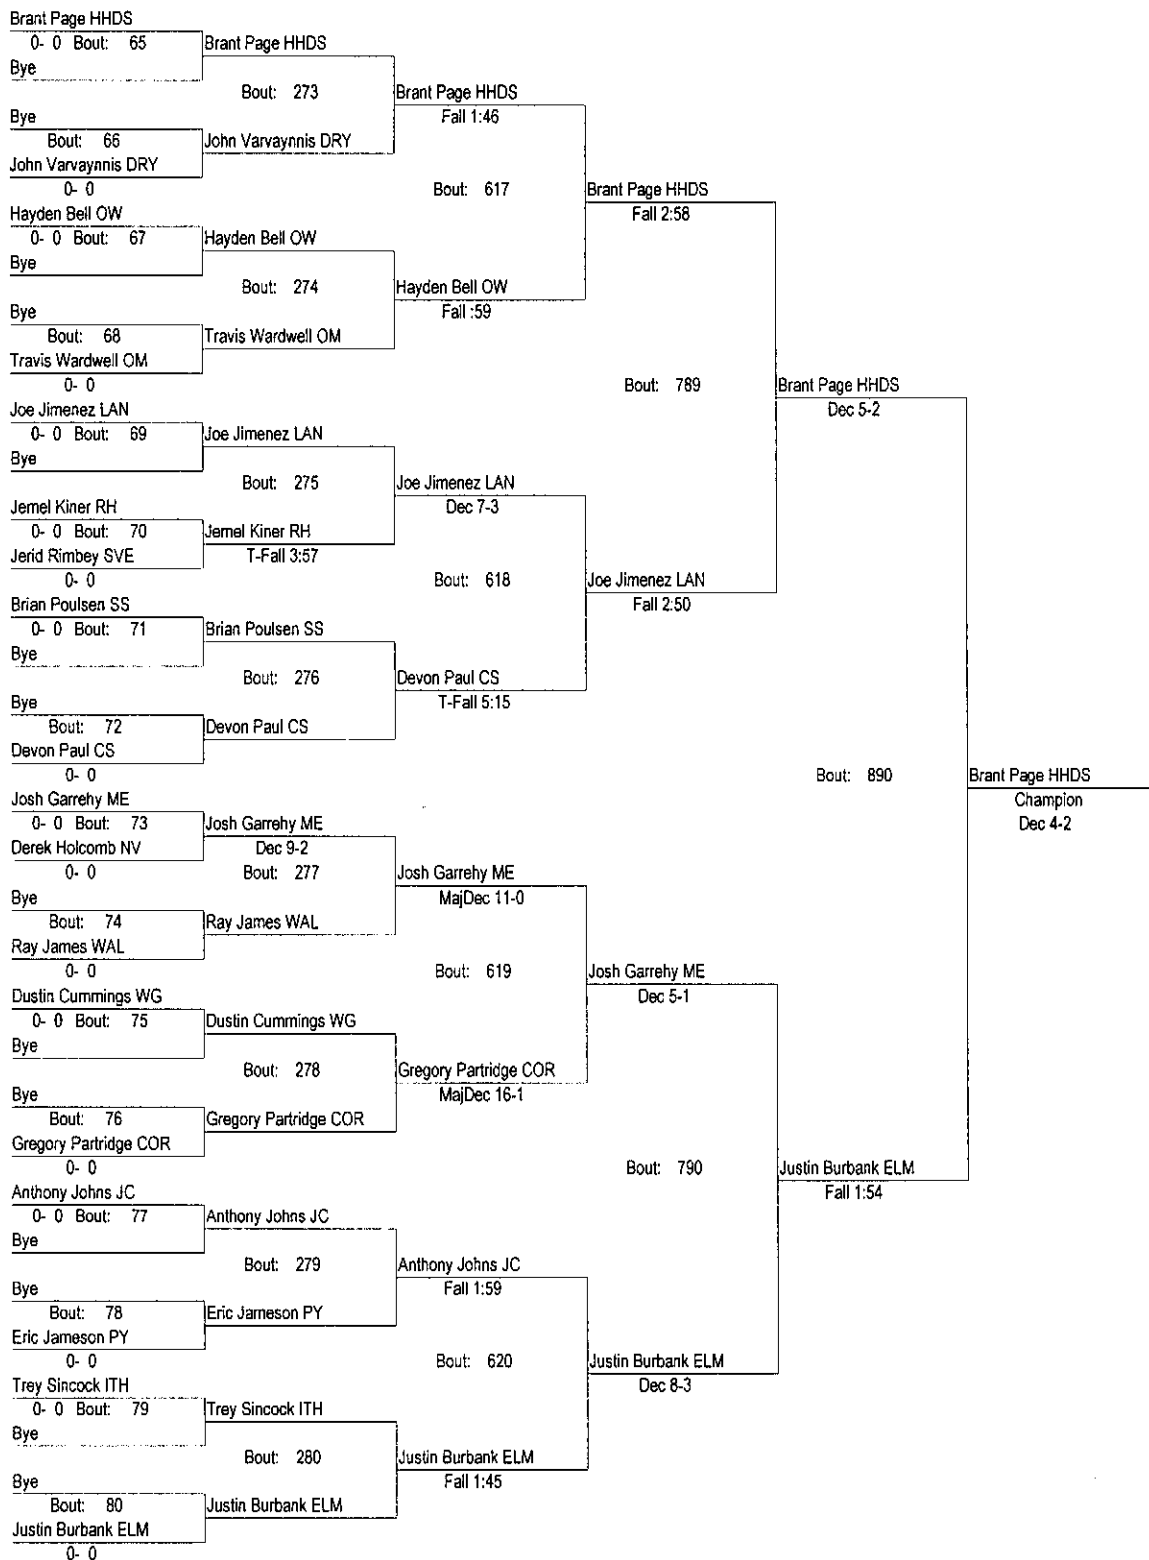 Brant Page HHDS
0- 0 Bout: 65
Bye
Brant Page HHDS
Bout: 273
Bye
Bout: 66
John Varvaynnis DRY
0- 0
John Varvaynnis DRY
Brant Page HHDS
Fall 1:46
Bout: 617
Hayden Bell OW
0- 0 Bout: 67
Bye
Hayden Bell OW
Bout: 274
Bye
Bout: 68
Travis Wardwell OM
0- 0
Travis Wardwell OM
Hayden Bell OW
Fall :59
Brant Page HHDS
Fall 2:58
Bout: 789
Joe Jimenez LAN
0- 0 Bout: 69
Bye
Joe Jimenez LAN
Bout: 275
Jemel Kiner RH
0- 0 Bout: 70
Jerid Rimbey SVE
0- 0
Jemel Kiner RH
T-Fall 3:57
Joe Jimenez LAN
Dec 7-3
Bout: 618
Brian Poulsen SS
0- 0 Bout: 71
Bye
Brian Poulsen SS
Bout: 276
Bye
Bout: 72
Devon Paul CS
0- 0
Devon Paul CS
Devon Paul CS
T-Fall 5:15
Joe Jimenez LAN
Fall 2:50
Brant Page HHDS
Dec 5-2
Bout: 890
Josh Garrehy ME
0- 0 Bout: 73
Derek Holcomb NV
0- 0
Josh Garrehy ME
Dec 9-2
Bout: 277
Bye
Bout: 74
Ray James WAL
0- 0
Ray James WAL
Josh Garrehy ME
MajDec 11-0
Bout: 619
Dustin Cummings WG
0- 0 Bout: 75
Bye
Dustin Cummings WG
Bout: 278
Bye
Bout: 76
Gregory Partridge COR
0- 0
Gregory Partridge COR
Gregory Partridge COR
MajDec 16-1
Josh Garrehy ME
Dec 5-1
Bout: 790
Anthony Johns JC
0- 0 Bout: 77
Bye
Anthony Johns JC
Bout: 279
Bye
Bout: 78
Eric Jameson PY
0- 0
Eric Jameson PY
Anthony Johns JC
Fall 1:59
Bout: 620
Trey Sincock ITH
0- 0 Bout: 79
Bye
Trey Sincock ITH
Bout: 280
Bye
Bout: 80
Justin Burbank ELM
0- 0
Justin Burbank ELM
Justin Burbank ELM
Fall 1:45
Justin Burbank ELM
Dec 8-3
Justin Burbank ELM
Fall 1:54
Brant Page HHDS
Champion
Dec 4-2